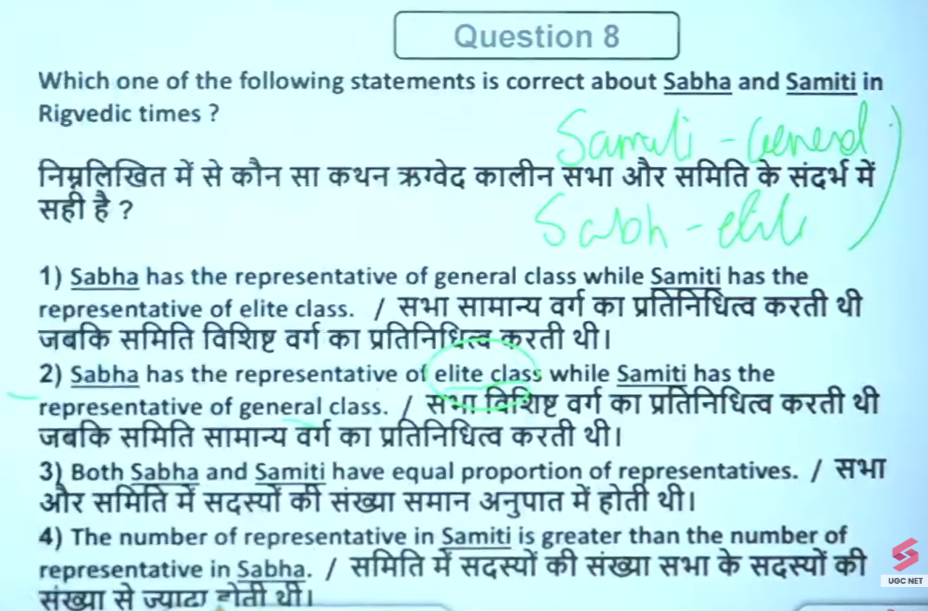 Question 8
Which one of the following statements is correct about Sabha and Samiti in
Rigvedic times ?
Samiti - General
निम्नलिखित में से कौन सा कथन ऋग्वेद कालीन सभा और समिति के संदर्भ में
सही है ?
Sabh - elite
1) Sabha has the representative of general class while Samiti has the
representative of elite class. / सभा सामान्य वर्ग का प्रतिनिधित्व करती थी
जबकि समिति विशिष्ट वर्ग का प्रतिनिधित्व करती थी।
2) Sabha has the representative of elite class while Samiti has the
representative of general class. / सभा विशिष्ट वर्ग का प्रतिनिधित्व करती थी
जबकि समिति सामान्य वर्ग का प्रतिनिधित्व करती थी।
3) Both Sabha and Samiti have equal proportion of representatives. / सभा
और समिति में सदस्यों की संख्या समान अनुपात में होती थी।
4) The number of representative in Samiti is greater than the number of
representative in Sabha. / समिति में सदस्यों की संख्या सभा के सदस्यों की
संख्या से ज्यादा होती थी।
UGC NET